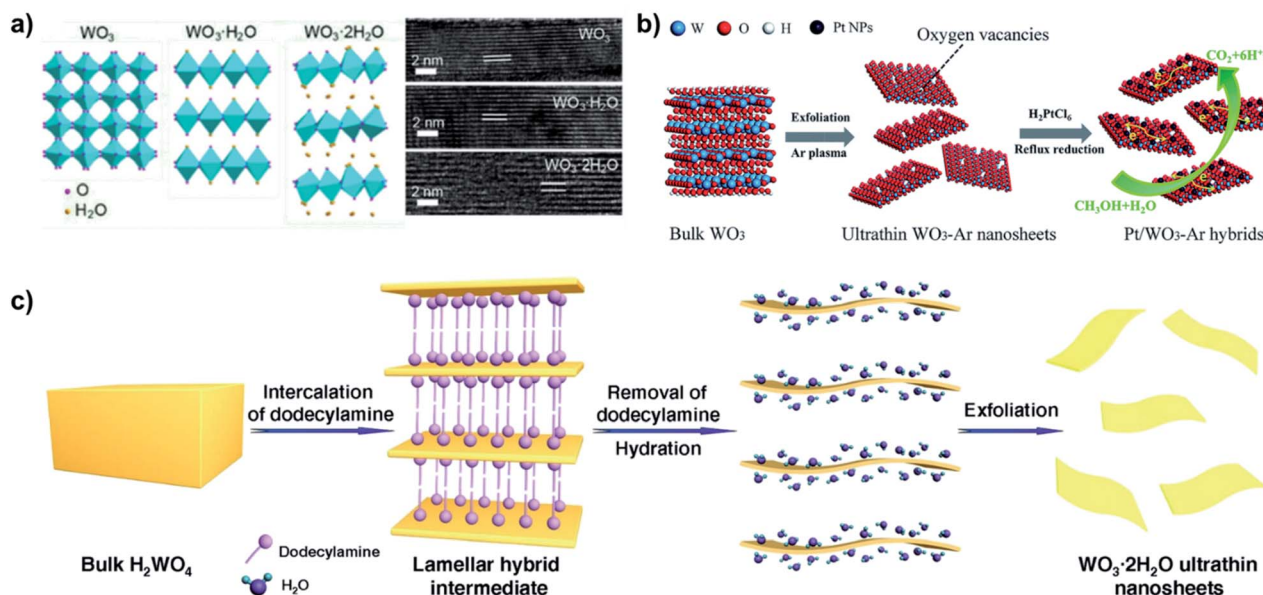 a)
WO₃
WO₃·H₂O
WO₃·2H₂O
O
H₂O
WO₃
2 nm
WO₃·H₂O
2 nm
WO₃·2H₂O
2 nm
b)
W
O
H
Pt NPs
Oxygen vacancies
Exfoliation
Ar plasma
H₂PtCl₆
Reflux reduction
CO₂+6H⁺
CH₃OH+H₂O
Bulk WO₃
Ultrathin WO₃-Ar nanosheets
Pt/WO₃-Ar hybrids
c)
Intercalation
of dodecylamine
Removal of
dodecylamine
Hydration
Exfoliation
Bulk H₂WO₄
Dodecylamine
H₂O
Lamellar hybrid
intermediate
WO₃·2H₂O ultrathin
nanosheets